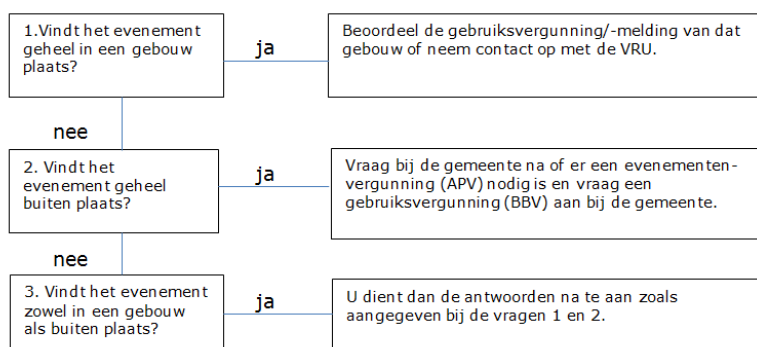 1.Vindt het evenement
geheel in een gebouw
plaats?
ja
Beoordeel de gebruiksvergunning/-melding van dat
gebouw of neem contact op met de VRU.
nee
2. Vindt het
evenement geheel
buiten plaats?
ja
Vraag bij de gemeente na of er een evenementen-
vergunning (APV) nodig is en vraag een
gebruiksvergunning (BBV) aan bij de gemeente.
nee
3. Vindt het evenement
zowel in een gebouw
als buiten plaats?
ja
U dient dan de antwoorden na te aan zoals
aangegeven bij de vragen 1 en 2.